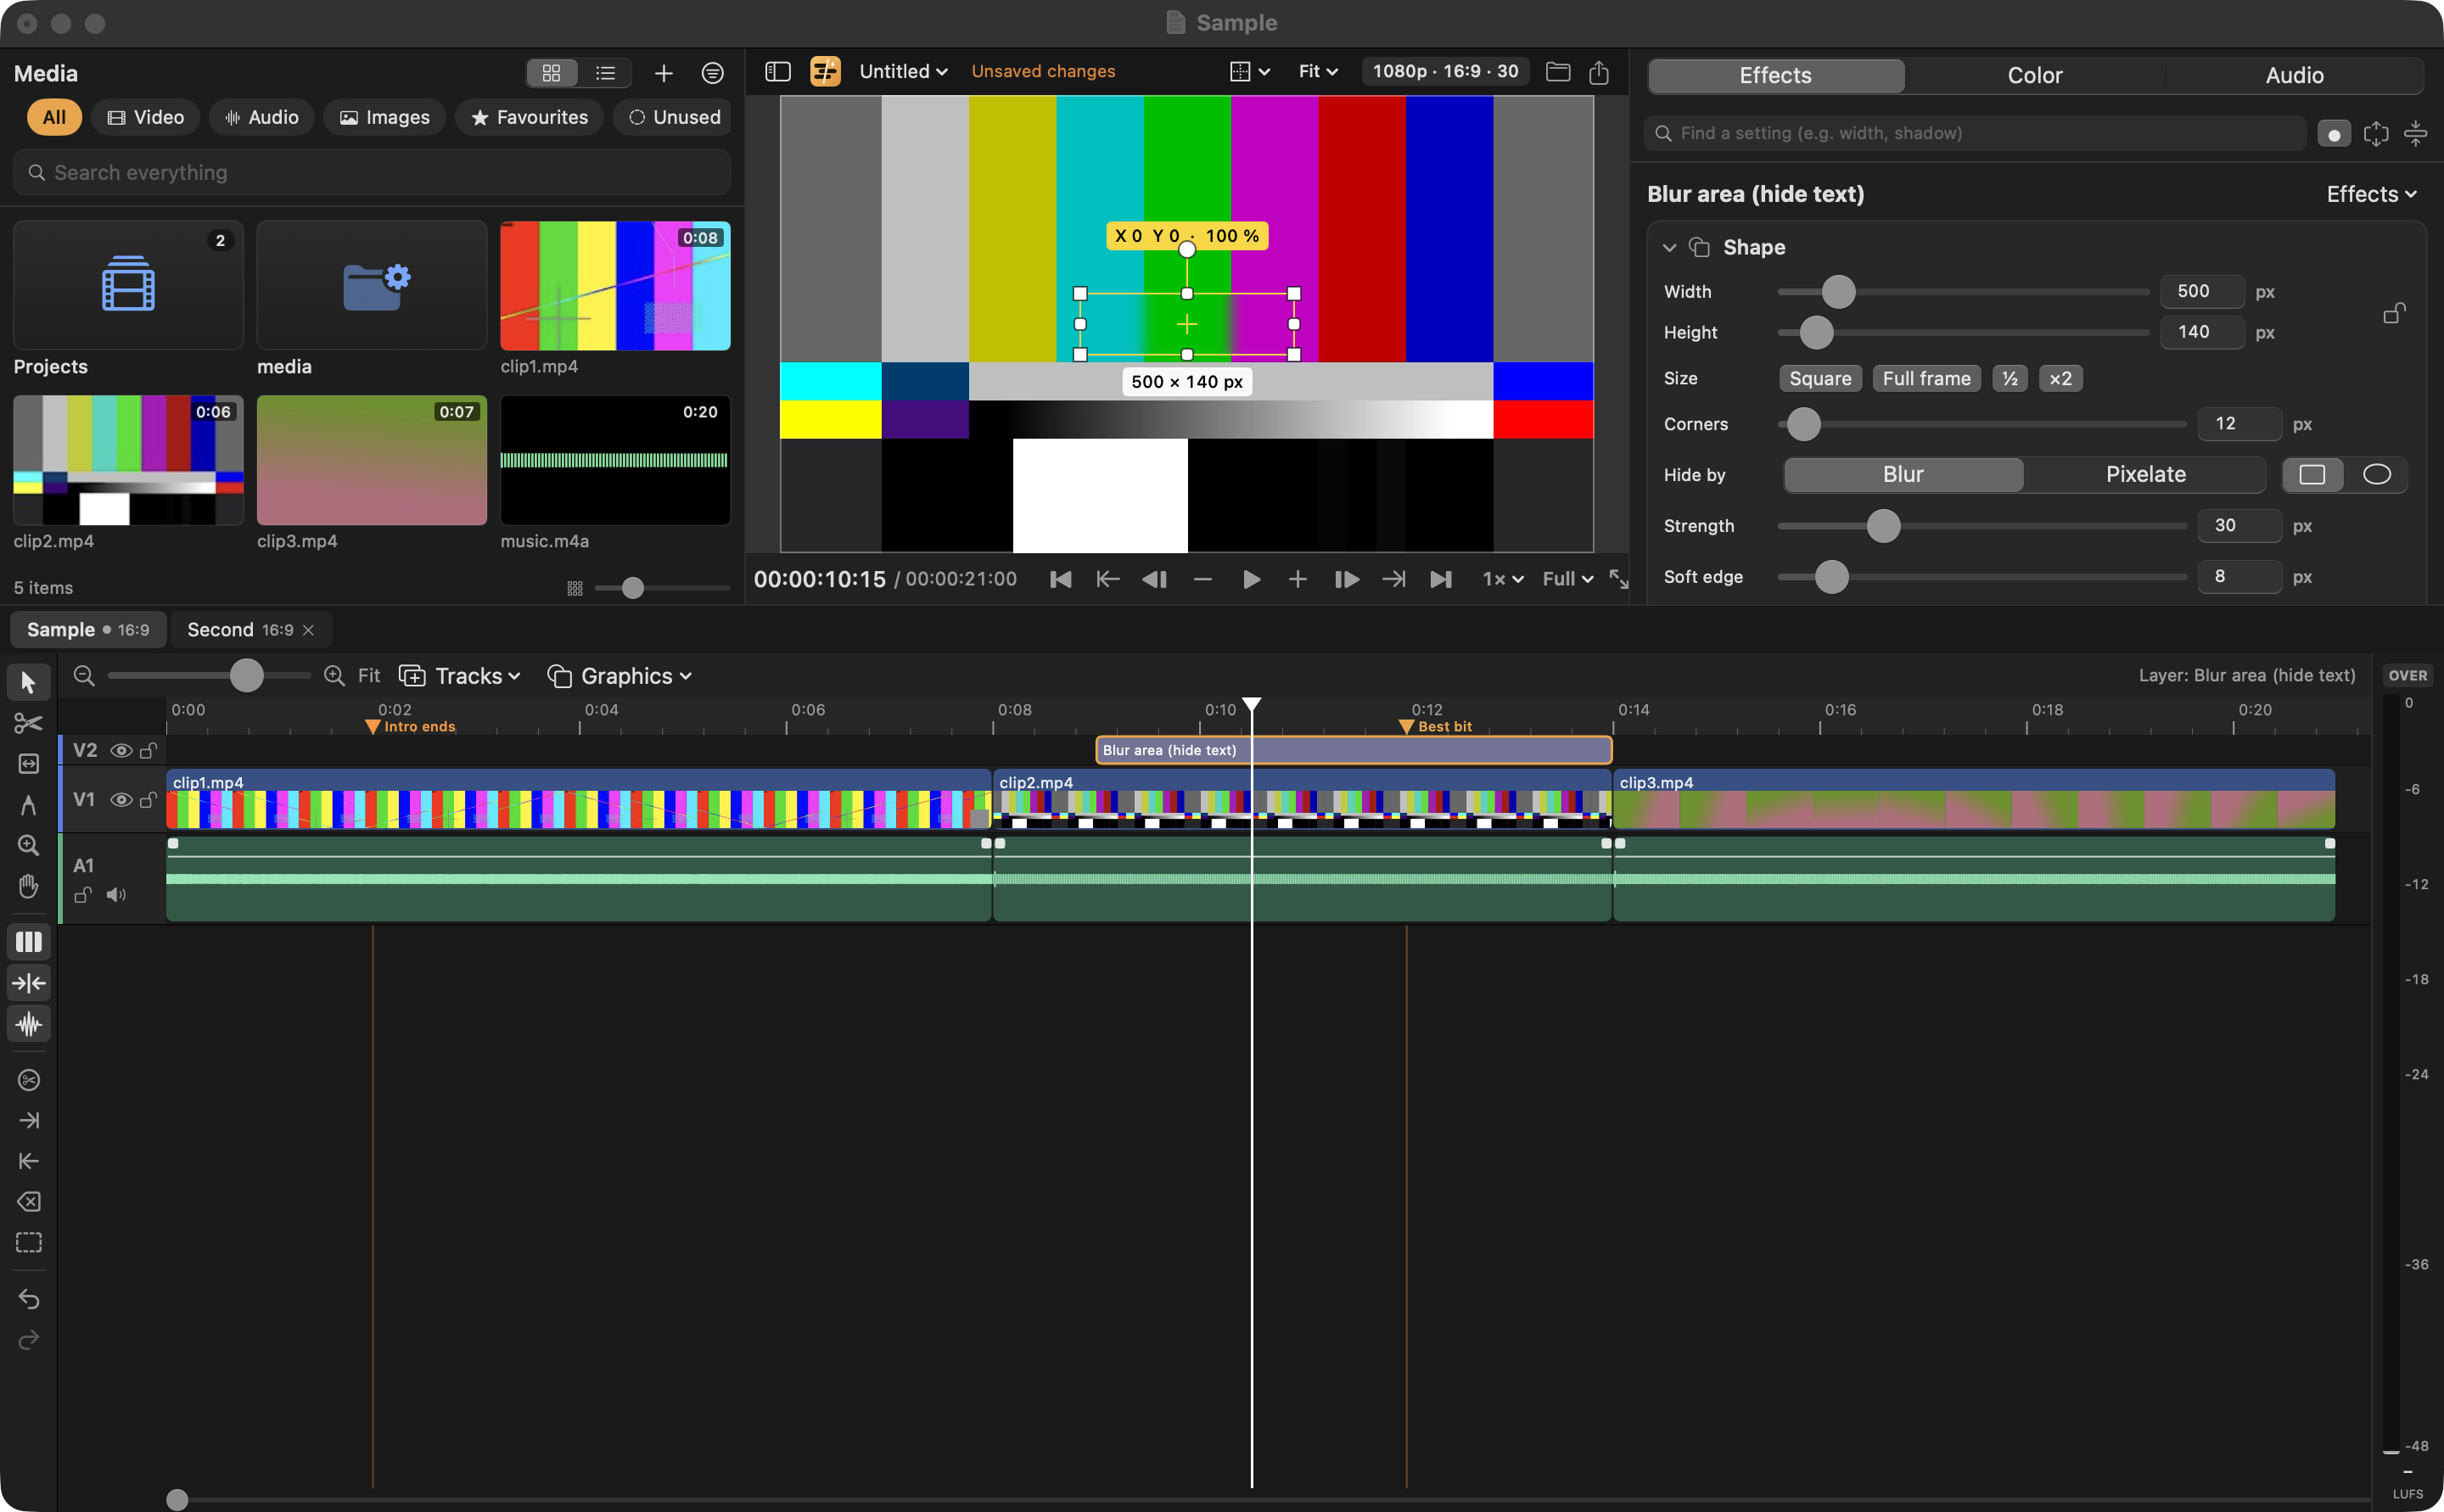 Sample
Media
Untitled
Unsaved changes
Fit
1080p · 16:9 · 30
Effects
Color
Audio
All
Video
Audio
Images
Favourites
Unused
Find a setting (e.g. width, shadow)
Search everything
Blur area (hide text)
Effects
2
0:08
X 0 Y 0 · 100 %
Shape
Width
500
px
Height
140
px
Projects
media
clip1.mp4
500 × 140 px
Size
Square
Full frame
½
×2
0:06
0:07
0:20
Corners
12
px
Hide by
Blur
Pixelate
Strength
30
px
clip2.mp4
clip3.mp4
music.m4a
5 items
00:00:10:15 / 00:00:21:00
1×
Full
Soft edge
8
px
Sample 16:9
Second 16:9
Fit
Tracks
Graphics
Layer: Blur area (hide text)
OVER
0:00
0:02
0:04
0:06
0:08
0:10
0:12
0:14
0:16
0:18
0:20
0
Intro ends
Best bit
V2
Blur area (hide text)
V1
clip1.mp4
clip2.mp4
clip3.mp4
-6
A1
-12
-18
-24
-36
-48
–
LUFS